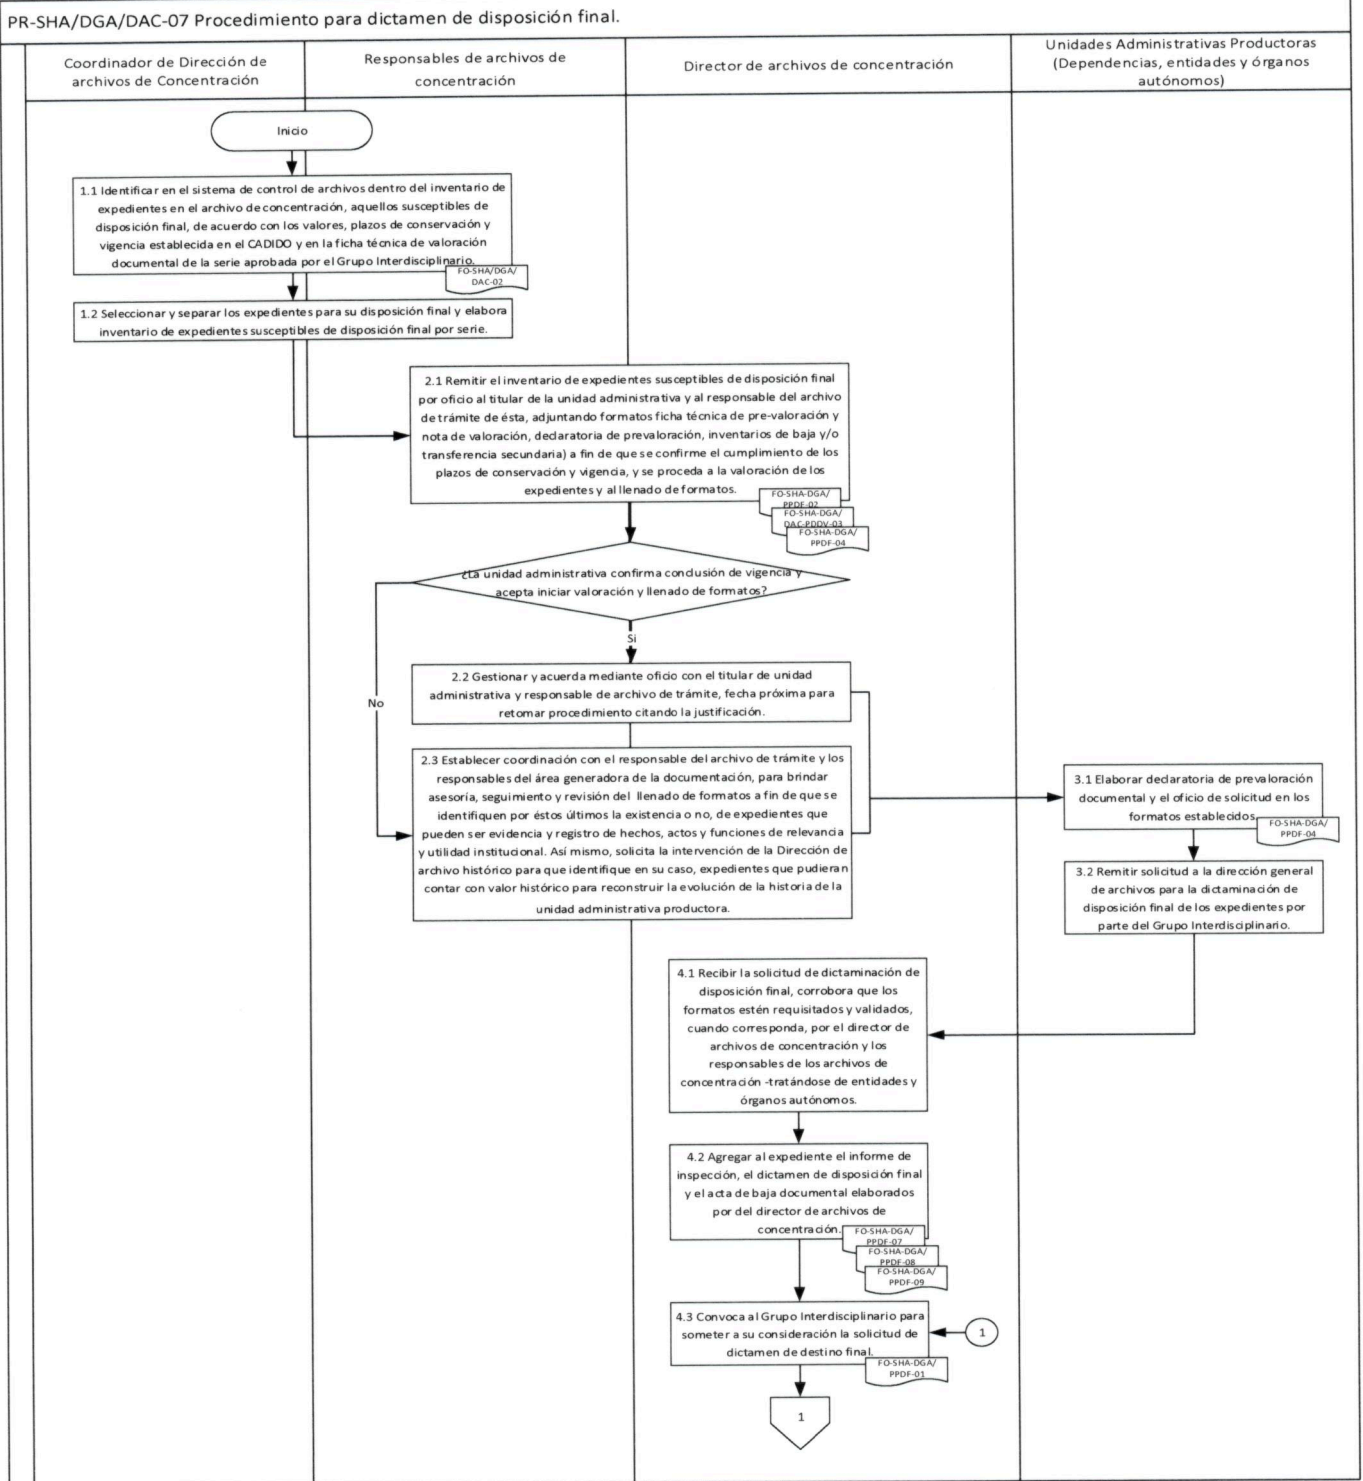 PR-SHA/DGA/DAC-07 Procedimiento para dictamen de disposición final.
Coordinador de Dirección de
archivos de Concentración
Responsables de archivos de
concentración
Director de archivos de concentración
Unidades Administrativas Productoras
(Dependencias, entidades y órganos
autónomos)
Inicio
1.1 Identificar en el sistema de control de archivos dentro del inventario de
expedientes en el archivo de concentración, aquellos susceptibles de
disposición final, de acuerdo con los valores, plazos de conservación y
vigencia establecida en el CADIDO y en la ficha técnica de valoración
documental de la serie aprobada por el Grupo Interdisciplinario.
FO-SHA/DGA/
DAC-02
1.2 Seleccionar y separar los expedientes para su disposición final y elabora
inventario de expedientes susceptibles de disposición final por serie.
2.1 Remitir el inventario de expedientes susceptibles de disposición final
por oficio al titular de la unidad administrativa y al responsable del archivo
de trámite de ésta, adjuntando formatos ficha técnica de pre-valoración y
nota de valoración, declaratoria de prevaloración, inventarios de baja y/o
transferencia secundaria) a fin de que se confirme el cumplimiento de los
plazos de conservación y vigencia, y se proceda a la valoración de los
expedientes y al llenado de formatos.
FO-SHA-DGA/
PPDF-02
FO-SHA-DGA/
DAC-PDDV-03
FO-SHA-DGA/
PPDF-04
¿La unidad administrativa confirma conclusión de vigencia y
acepta iniciar valoración y llenado de formatos?
Si
No
2.2 Gestionar y acuerda mediante oficio con el titular de unidad
administrativa y responsable de archivo de trámite, fecha próxima para
retomar procedimiento citando la justificación.
2.3 Establecer coordinación con el responsable del archivo de trámite y los
responsables del área generadora de la documentación, para brindar
asesoría, seguimiento y revisión del llenado de formatos a fin de que se
identifiquen por éstos últimos la existencia o no, de expedientes que
pueden ser evidencia y registro de hechos, actos y funciones de relevancia
y utilidad institucional. Así mismo, solicita la intervención de la Dirección de
archivo histórico para que identifique en su caso, expedientes que pudieran
contar con valor histórico para reconstruir la evolución de la historia de la
unidad administrativa productora.
3.1 Elaborar declaratoria de prevaloración
documental y el oficio de solicitud en los
formatos establecidos.
FO-SHA-DGA/
PPDF-04
3.2 Remitir solicitud a la dirección general
de archivos para la dictaminación de
disposición final de los expedientes por
parte del Grupo Interdisciplinario.
4.1 Recibir la solicitud de dictaminación de
disposición final, corrobora que los
formatos estén requisitados y validados,
cuando corresponda, por el director de
archivos de concentración y los
responsables de los archivos de
concentración -tratándose de entidades y
órganos autónomos.
4.2 Agregar al expediente el informe de
inspección, el dictamen de disposición final
y el acta de baja documental elaborados
por del director de archivos de
concentración.
FO-SHA-DGA/
PPDF-07
FO-SHA-DGA/
PPDF-08
FO-SHA-DGA/
PPDF-09
4.3 Convoca al Grupo Interdisciplinario para
someter a su consideración la solicitud de
dictamen de destino final.
1
FO-SHA-DGA/
PPDF-01
1